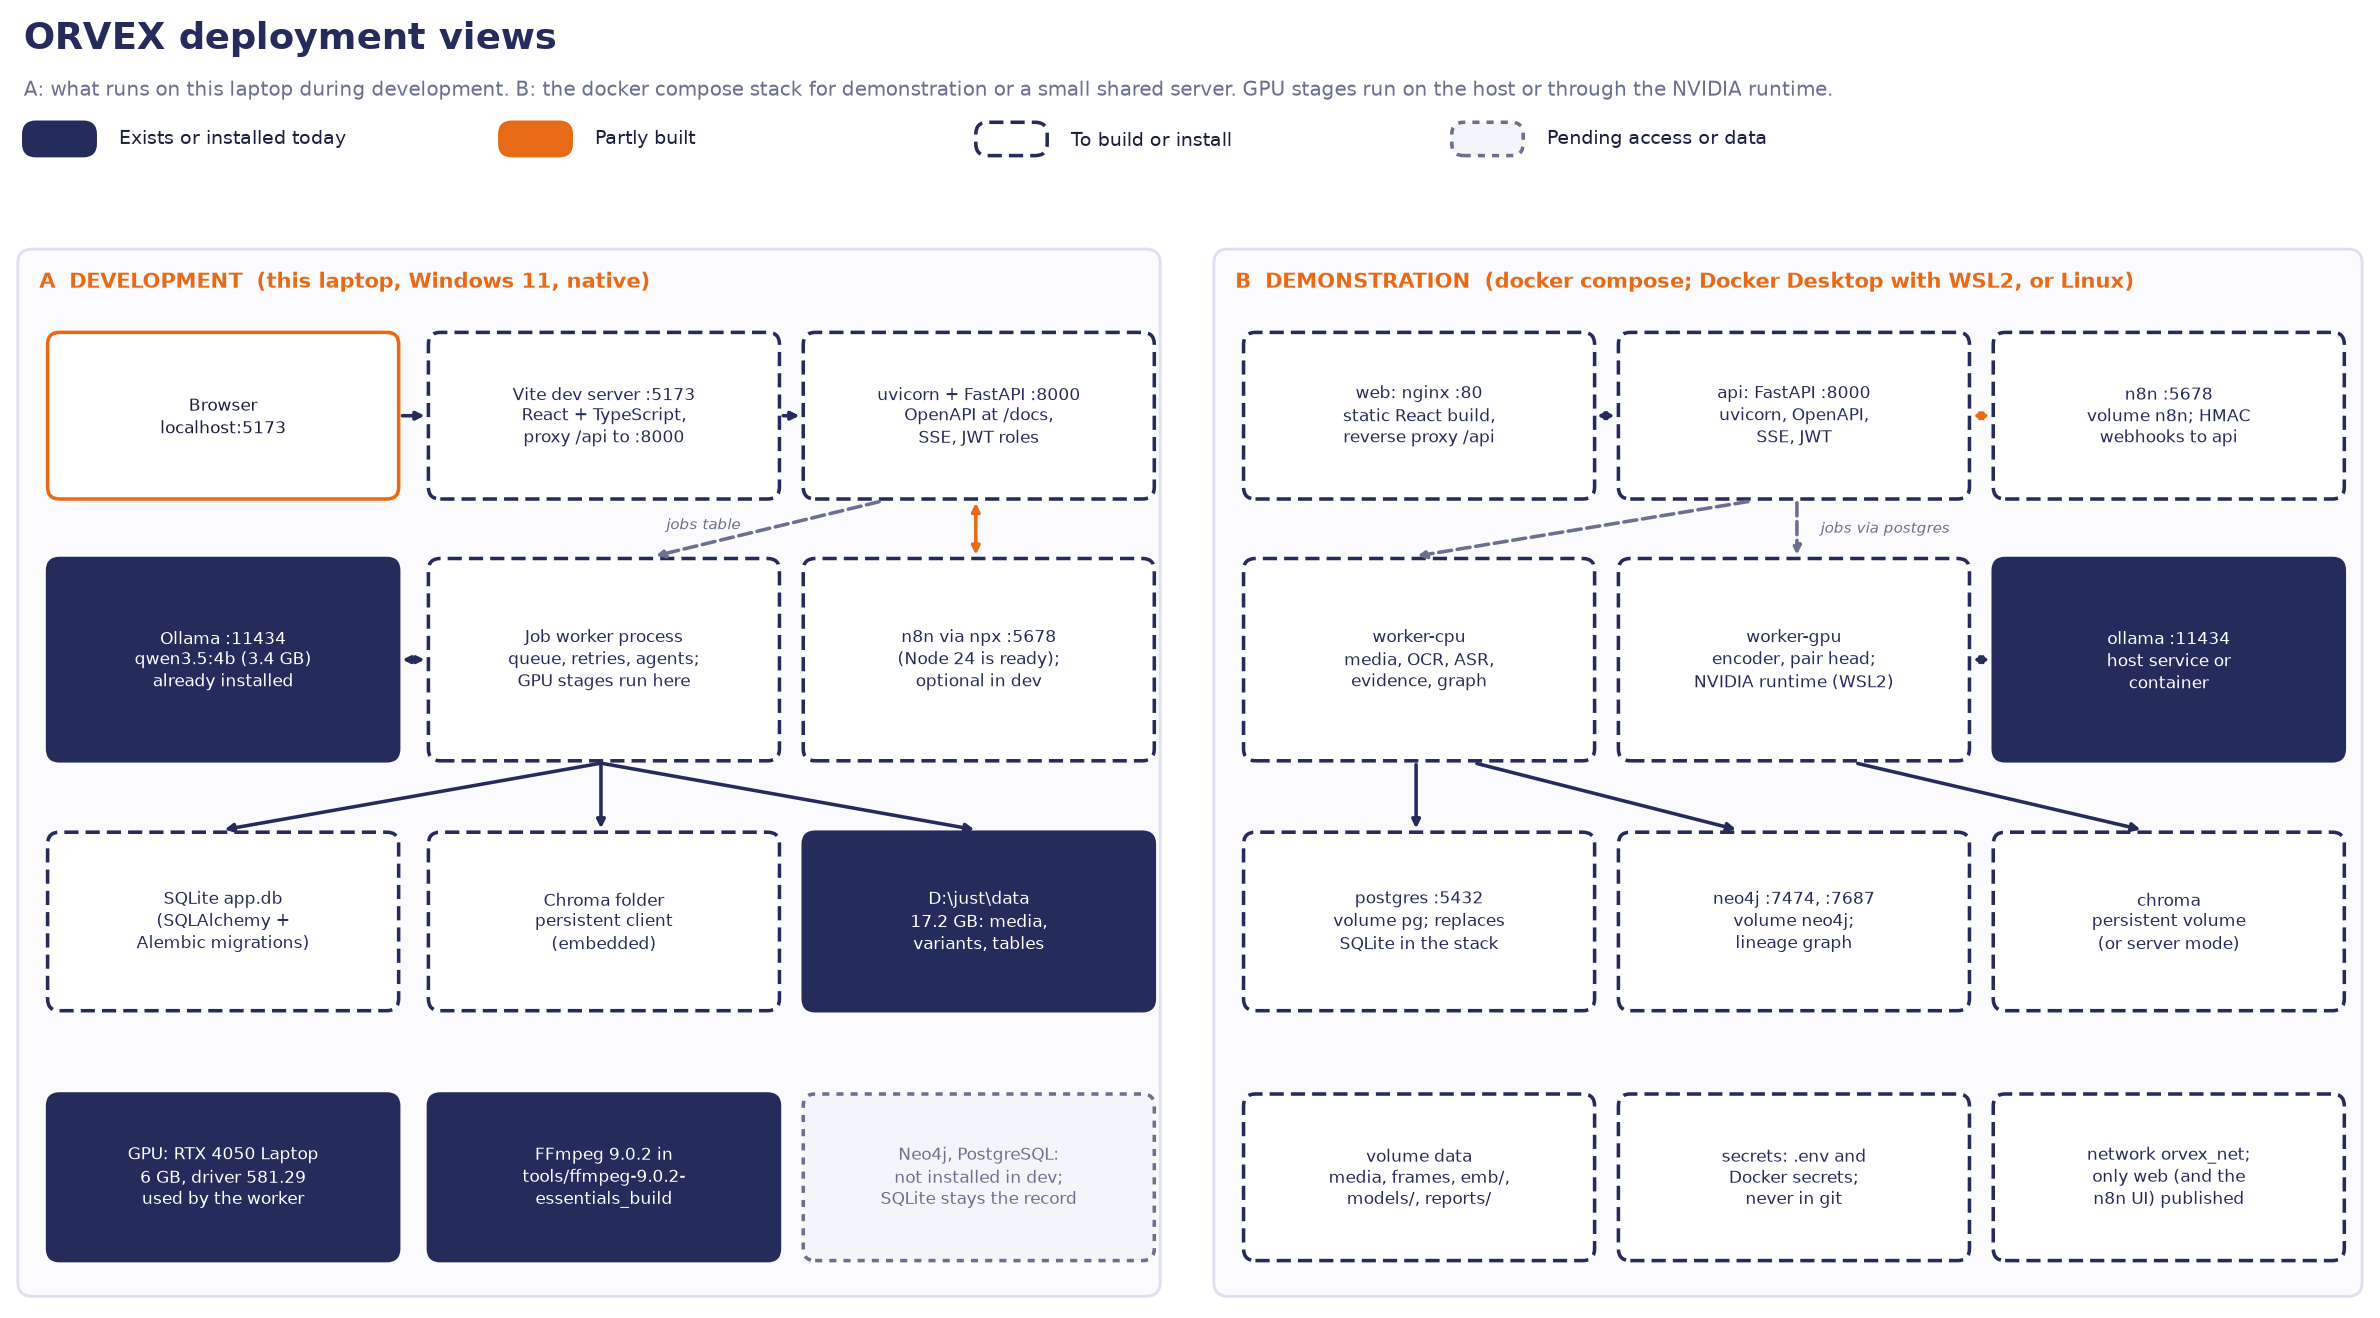 ORVEX deployment views
A: what runs on this laptop during development. B: the docker compose stack for demonstration or a small shared server. GPU stages run on the host or through the NVIDIA runtime.
Exists or installed today
Partly built
To build or install
Pending access or data
A  DEVELOPMENT  (this laptop, Windows 11, native)
Browser
localhost:5173
Vite dev server :5173
React + TypeScript,
proxy /api to :8000
uvicorn + FastAPI :8000
OpenAPI at /docs,
SSE, JWT roles
jobs table
Ollama :11434
qwen3.5:4b (3.4 GB)
already installed
Job worker process
queue, retries, agents;
GPU stages run here
n8n via npx :5678
(Node 24 is ready);
optional in dev
SQLite app.db
(SQLAlchemy +
Alembic migrations)
Chroma folder
persistent client
(embedded)
D:\just\data
17.2 GB: media,
variants, tables
GPU: RTX 4050 Laptop
6 GB, driver 581.29
used by the worker
FFmpeg 9.0.2 in
tools/ffmpeg-9.0.2-
essentials_build
Neo4j, PostgreSQL:
not installed in dev;
SQLite stays the record
B  DEMONSTRATION  (docker compose; Docker Desktop with WSL2, or Linux)
web: nginx :80
static React build,
reverse proxy /api
api: FastAPI :8000
uvicorn, OpenAPI,
SSE, JWT
n8n :5678
volume n8n; HMAC
webhooks to api
jobs via postgres
worker-cpu
media, OCR, ASR,
evidence, graph
worker-gpu
encoder, pair head;
NVIDIA runtime (WSL2)
ollama :11434
host service or
container
postgres :5432
volume pg; replaces
SQLite in the stack
neo4j :7474, :7687
volume neo4j;
lineage graph
chroma
persistent volume
(or server mode)
volume data
media, frames, emb/,
models/, reports/
secrets: .env and
Docker secrets;
never in git
network orvex_net;
only web (and the
n8n UI) published